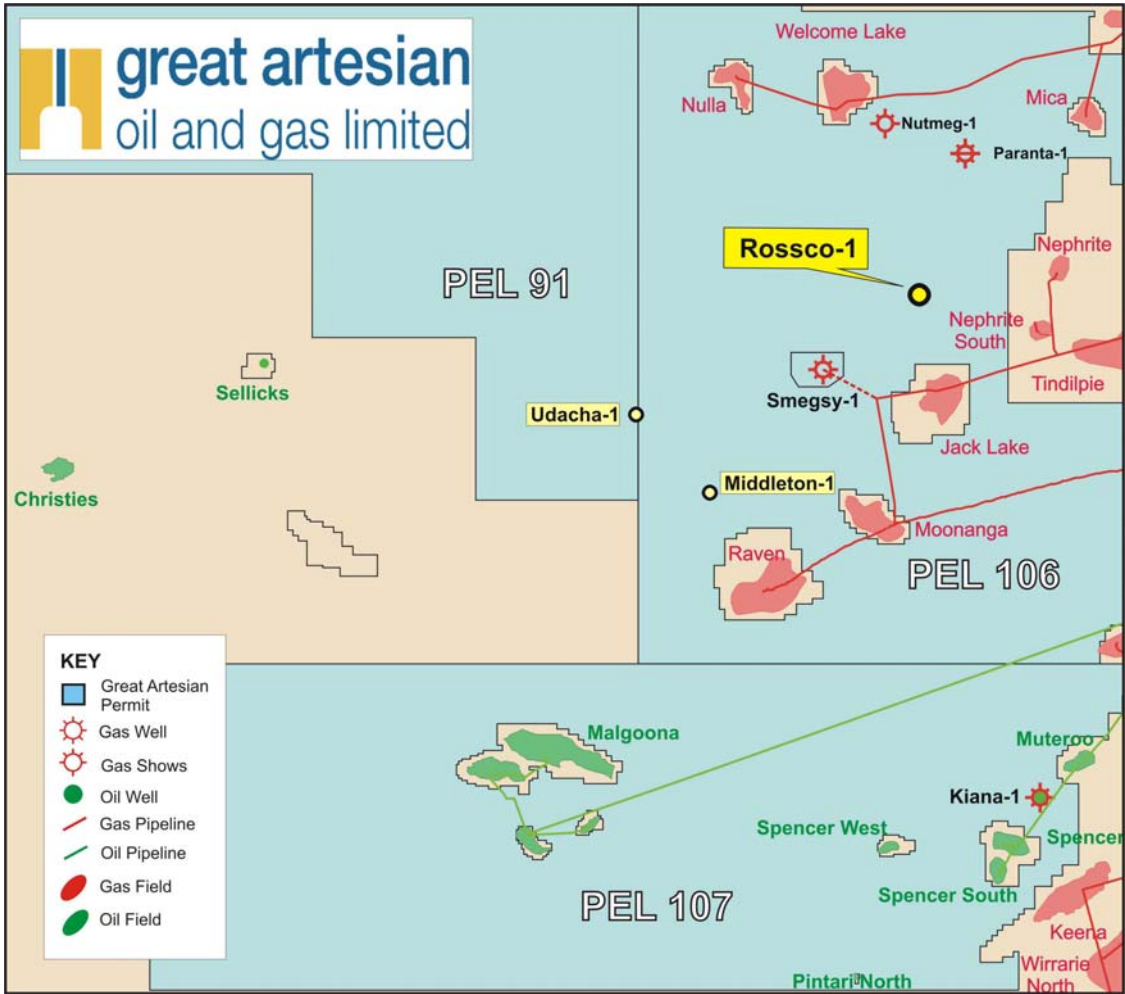 great artesian
oil and gas limited
Welcome Lake
Nulla
Mica
Nutmeg-1
Paranta-1
Rossco-1
Nephrite
PEL 91
Nephrite
South
Sellicks
Tindilpie
Smegsy-1
Udacha-1
Jack Lake
Christies
Middleton-1
Moonanga
Raven
PEL 106
KEY
Great Artesian
Permit
Gas Well
Gas Shows
Oil Well
Gas Pipeline
Oil Pipeline
Gas Field
Oil Field
Malgoona
Muteroo
Kiana-1
Spencer West
Spencer
Spencer South
PEL 107
Keena
Wirrarie
North
Pintari North